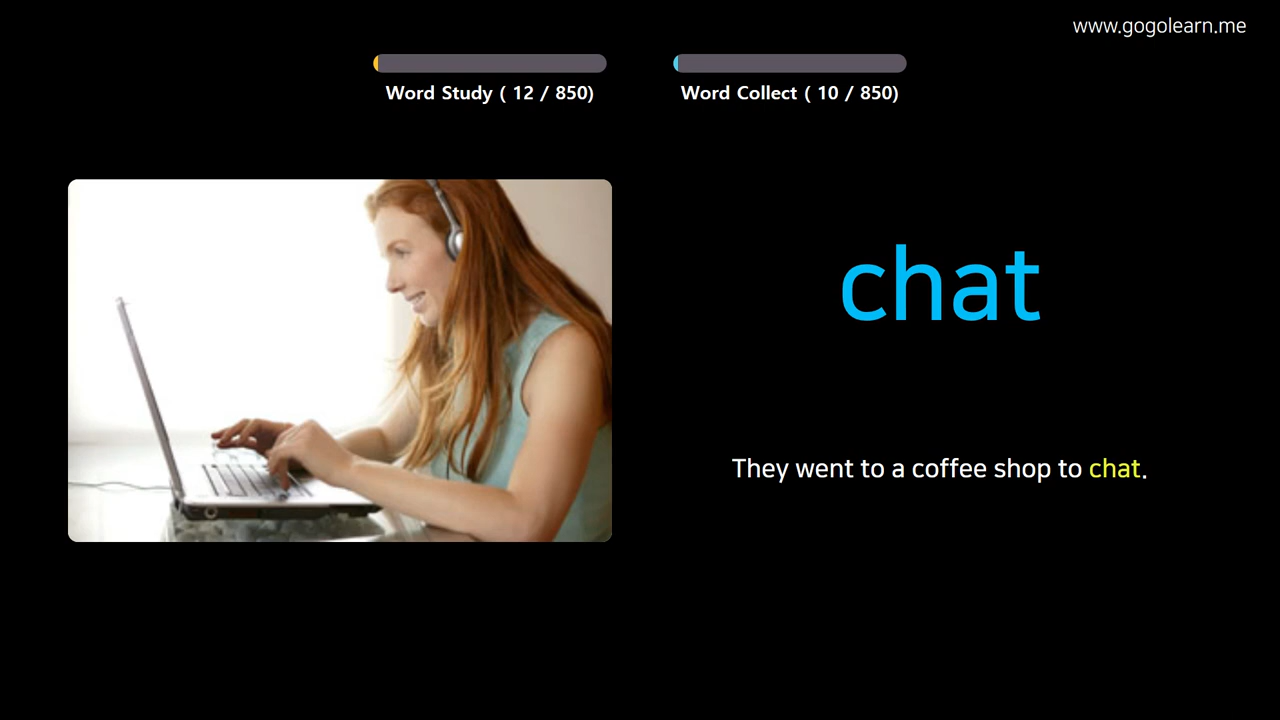 www.gogolearn.me
Word Study ( 12 / 850)
Word Collect ( 10 / 850)
chat
They went to a coffee shop to chat.